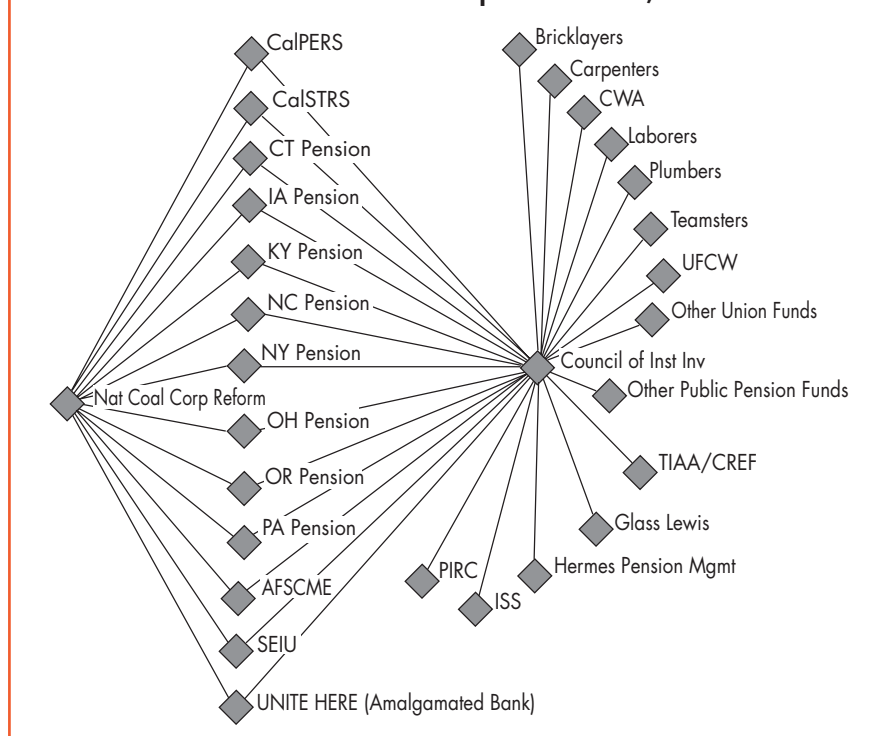 CalPERS
CalSTRS
CT Pension
IA Pension
KY Pension
NC Pension
NY Pension
Nat Coal Corp Reform
OH Pension
OR Pension
PA Pension
AFSCME
SEIU
UNITE HERE (Amalgamated Bank)
Bricklayers
Carpenters
CWA
Laborers
Plumbers
Teamsters
UFCW
Other Union Funds
Council of Inst Inv
Other Public Pension Funds
TIAA/CREF
Glass Lewis
Hermes Pension Mgmt
PIRC
ISS